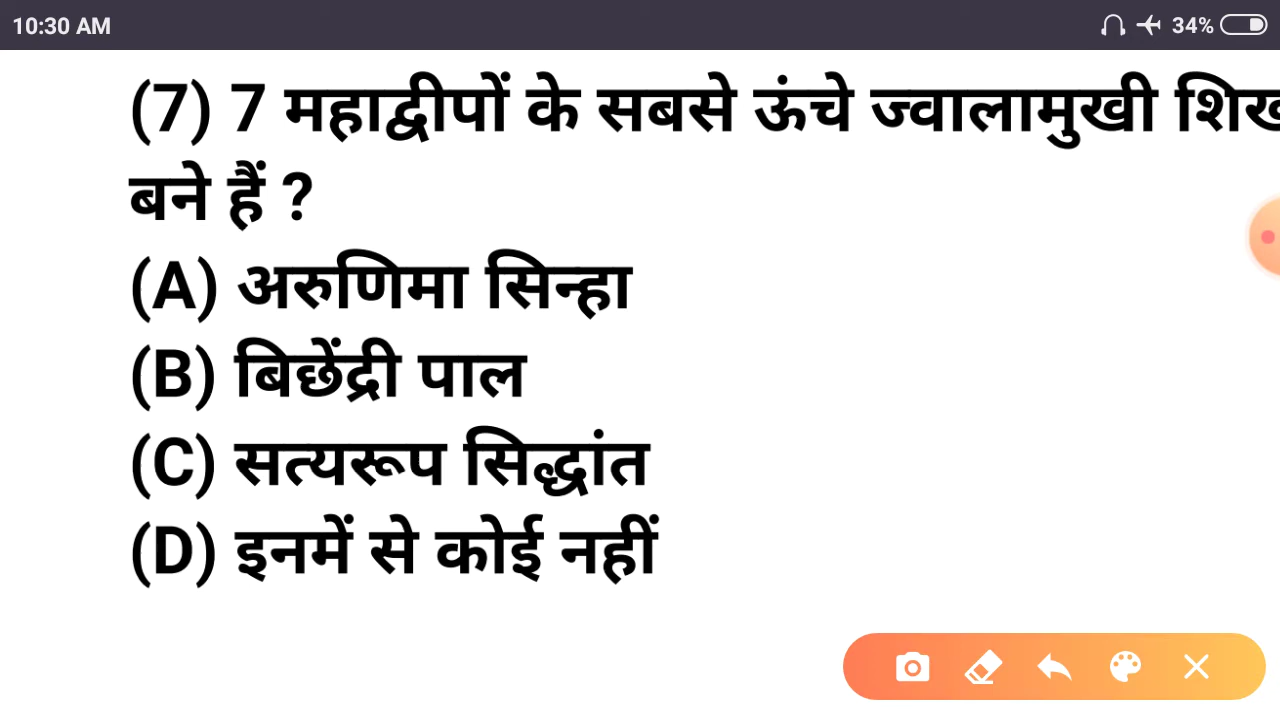 10:30 AM
34%
(7) 7 महाद्वीपों के सबसे ऊंचे ज्वालामुखी
बने हैं ?
(A) अरुणिमा सिन्हा
(B) बिछेंद्री पाल
(C) सत्यरूप सिद्धांत
(D) इनमें से कोई नहीं